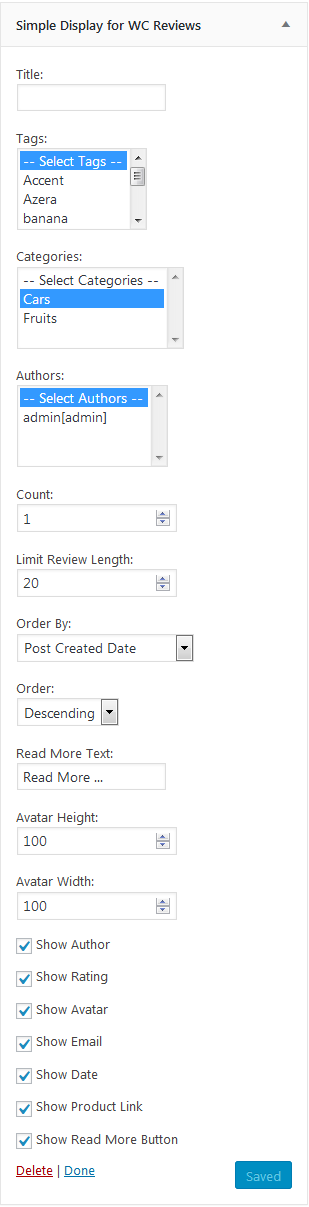 Simple Display for WC Reviews
Title:
Tags:
-- Select Tags --
Accent
Azera
banana
Categories:
-- Select Categories --
Cars
Fruits
Authors:
-- Select Authors --
admin[admin]
Count:
1
Limit Review Length:
20
Order By:
Post Created Date
Order:
Descending
Read More Text:
Read More ...
Avatar Height:
100
Avatar Width:
100
Show Author
Show Rating
Show Avatar
Show Email
Show Date
Show Product Link
Show Read More Button
Delete | Done Saved